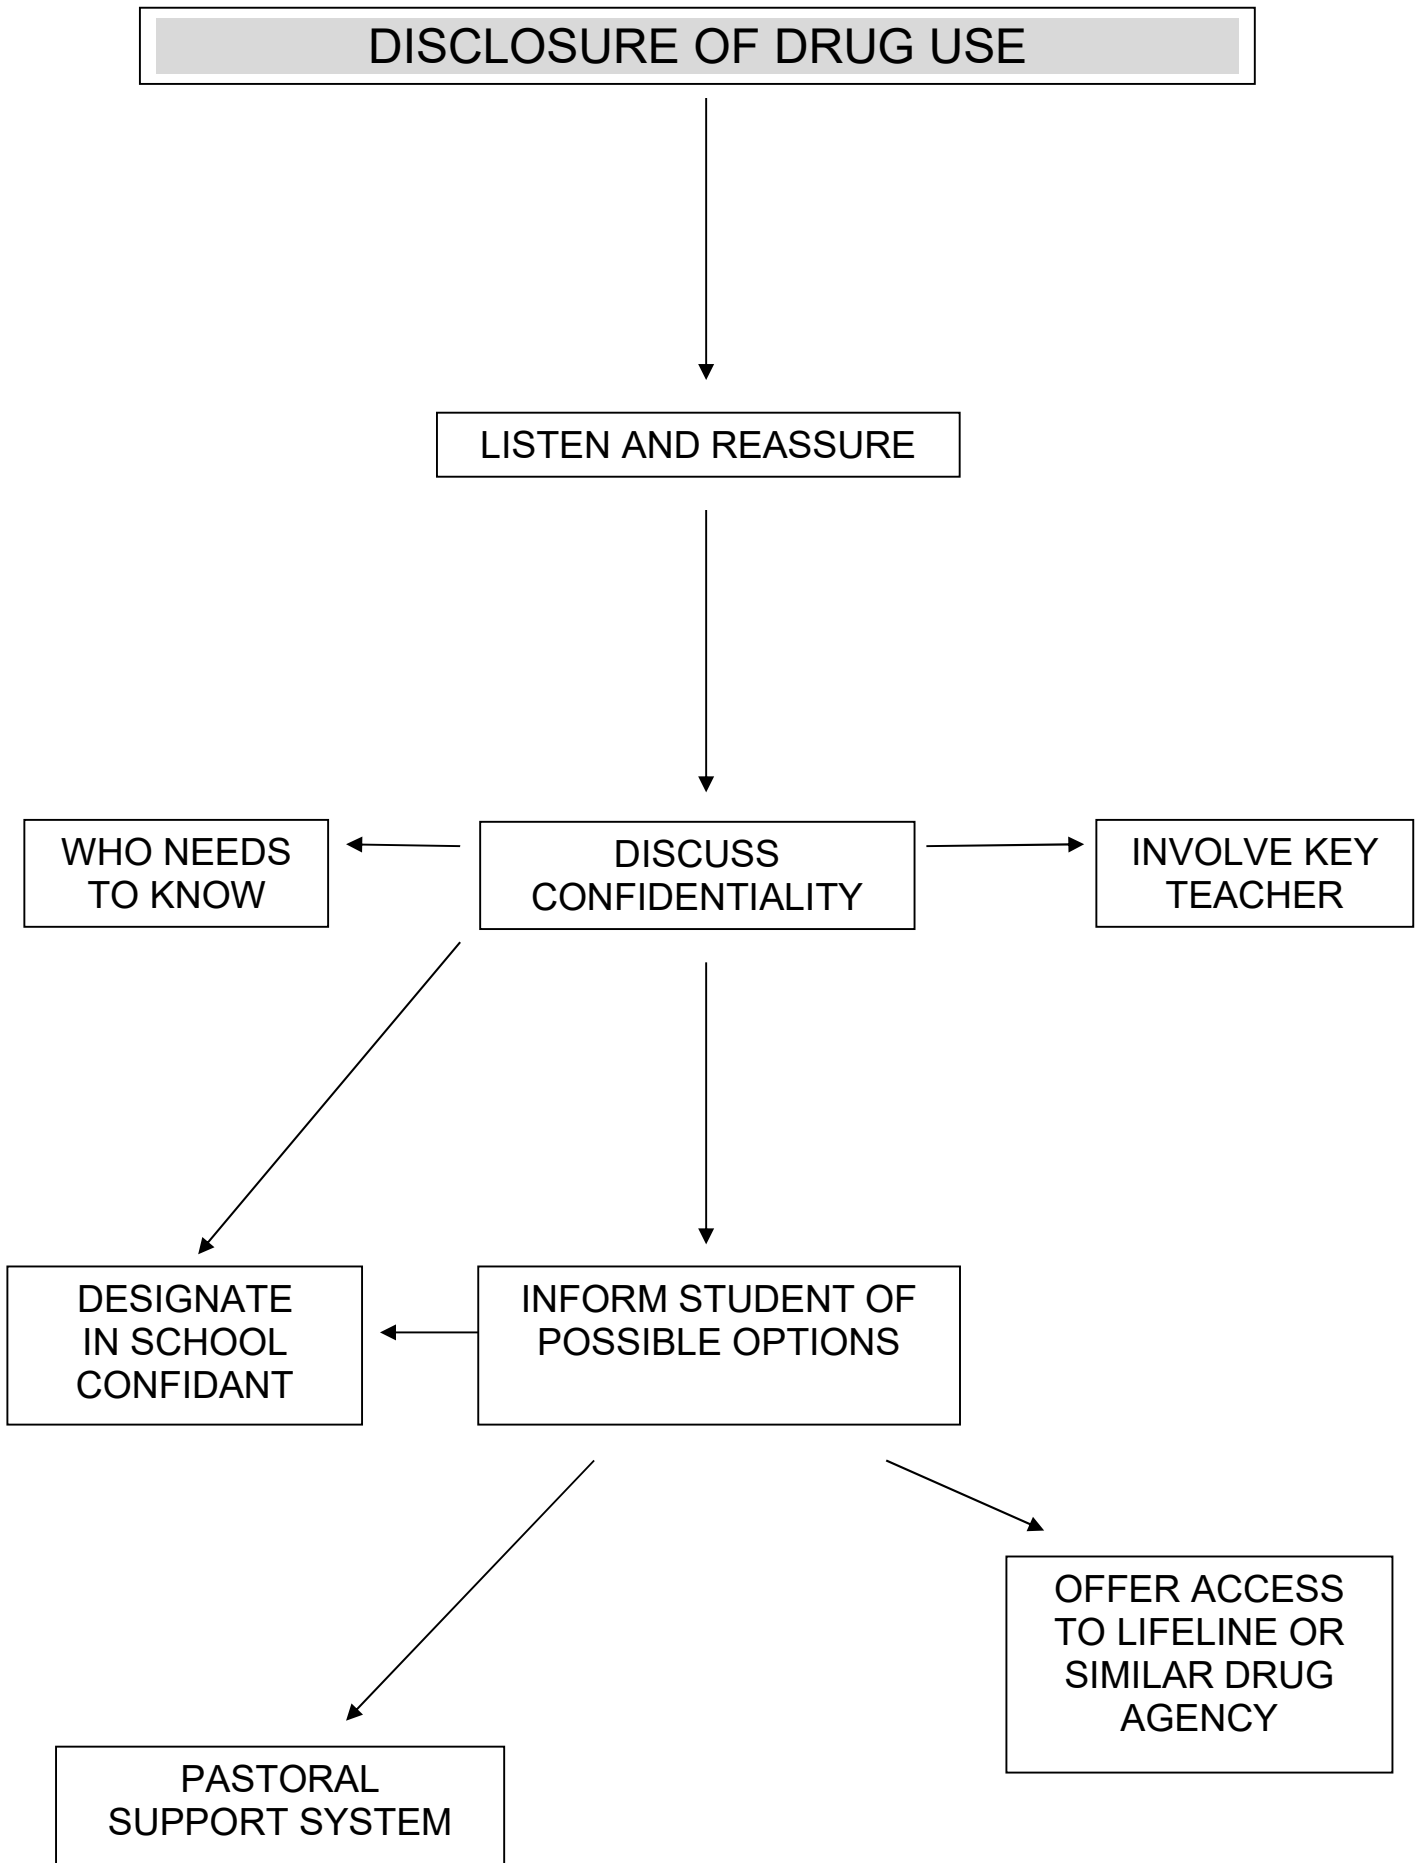 DISCLOSURE OF DRUG USE
LISTEN AND REASSURE
WHO NEEDS
TO KNOW
DISCUSS
CONFIDENTIALITY
INVOLVE KEY
TEACHER
DESIGNATE
IN SCHOOL
CONFIDANT
INFORM STUDENT OF
POSSIBLE OPTIONS
OFFER ACCESS
TO LIFELINE OR
SIMILAR DRUG
AGENCY
PASTORAL
SUPPORT SYSTEM